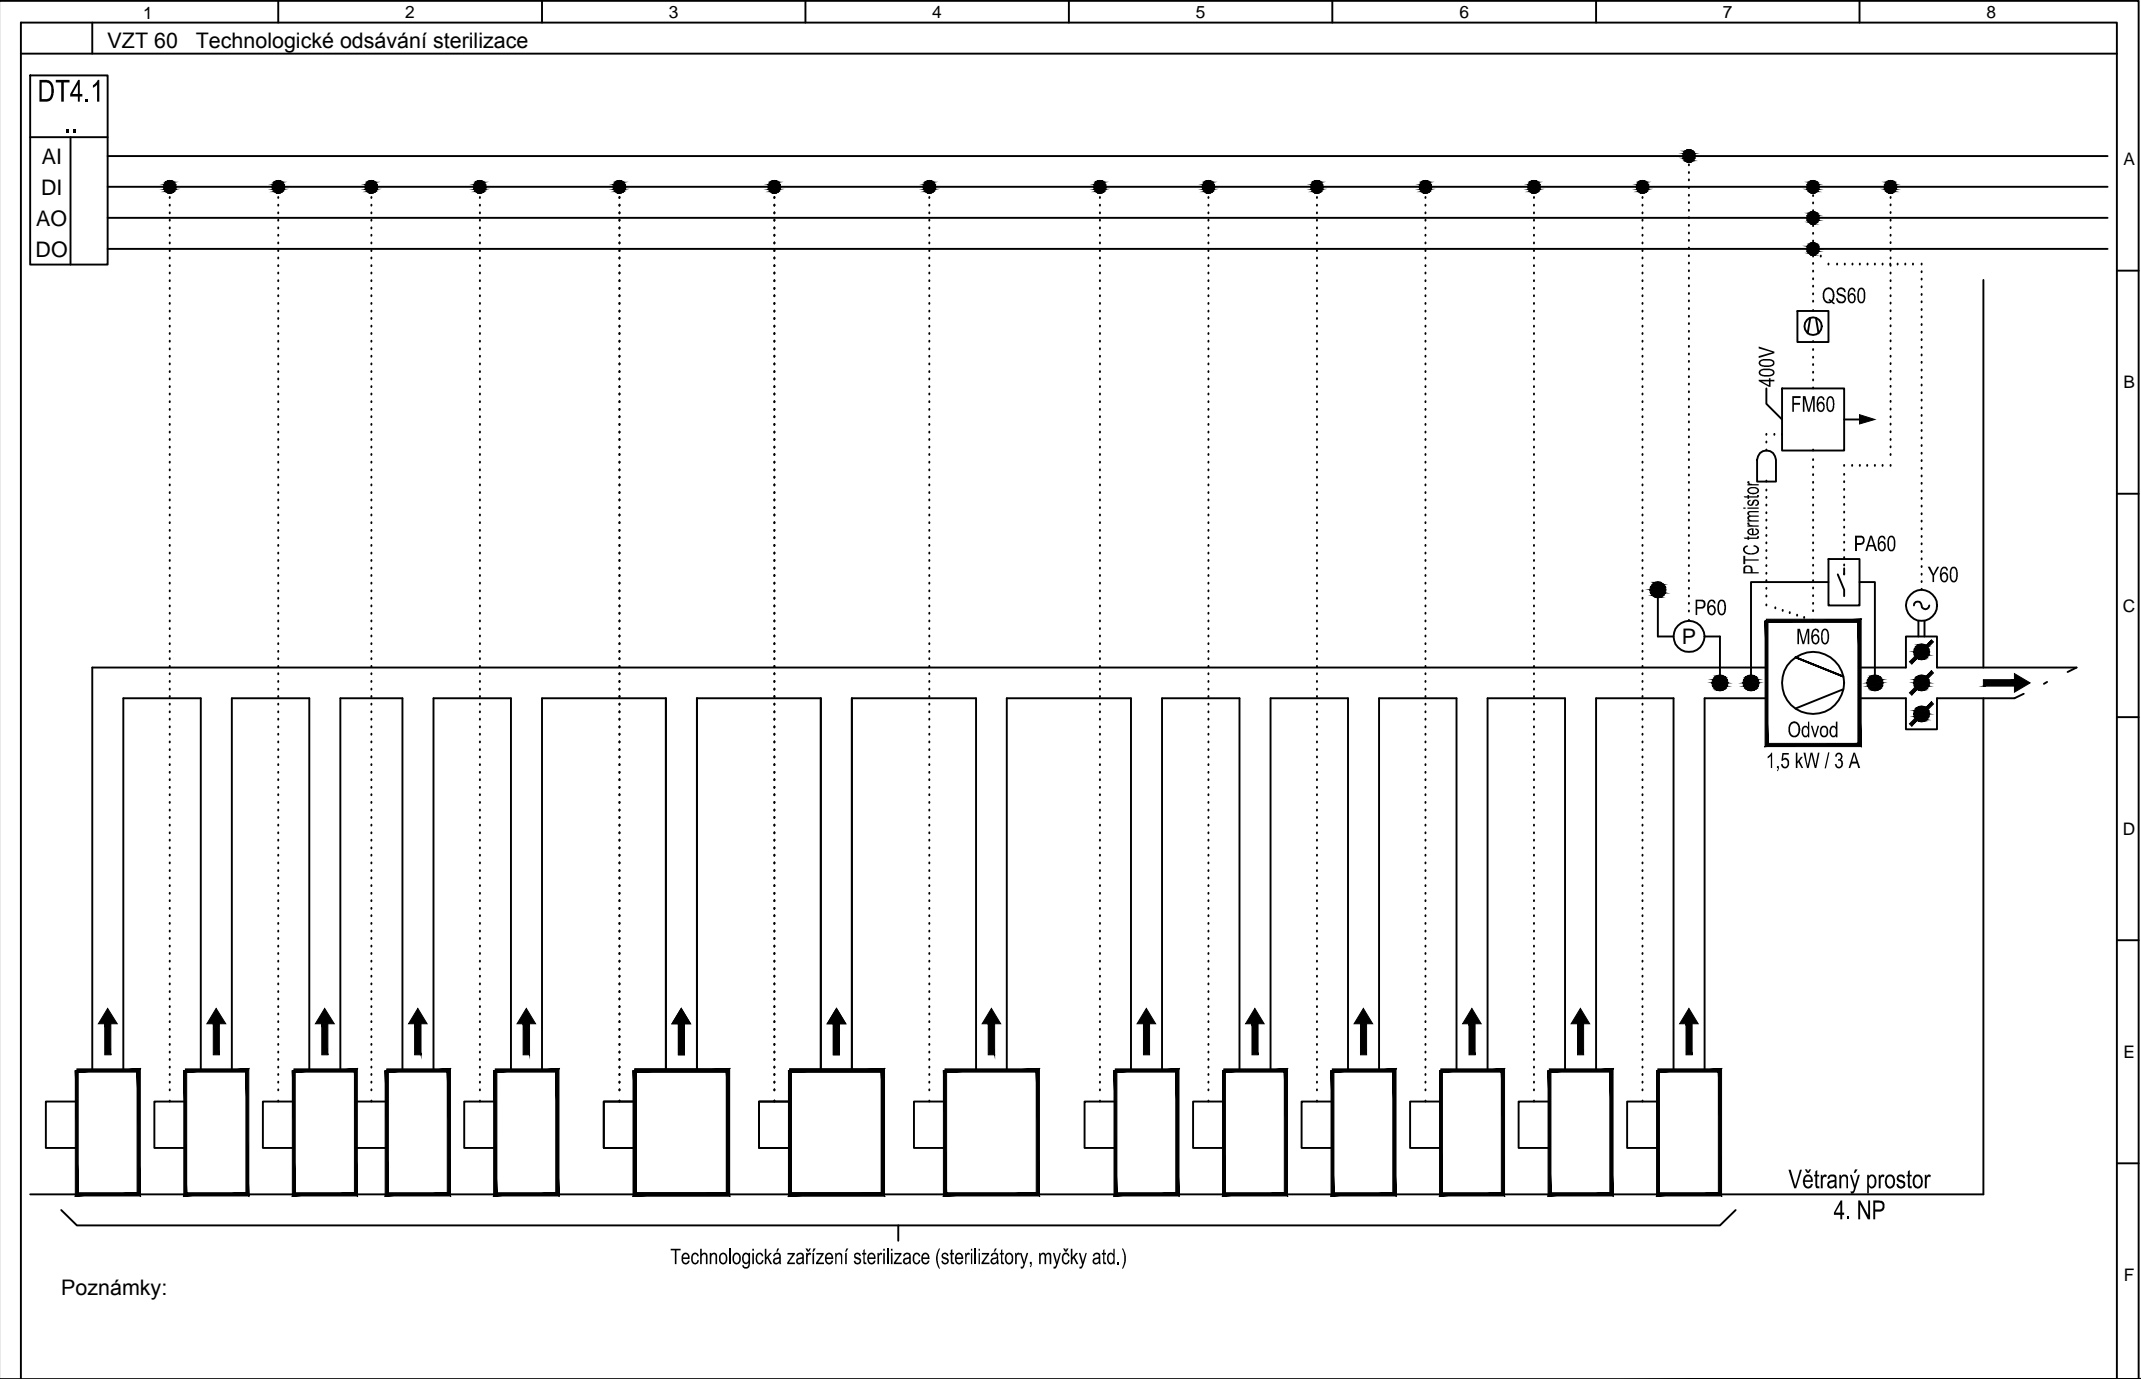 1 2 3 4 5 6 7 8
VZT 60 Technologické odsávání sterilizace
DT4.1
..
AI
DI
AO
DO
A
B
C
D
E
F
QS60
400V
FM60
PTC termistor
PA60
Y60
P60
P
M60
Odvod
1,5 kW / 3 A
Větraný prostor
4. NP
Technologická zařízení sterilizace (sterilizátory, myčky atd.)
Poznámky: